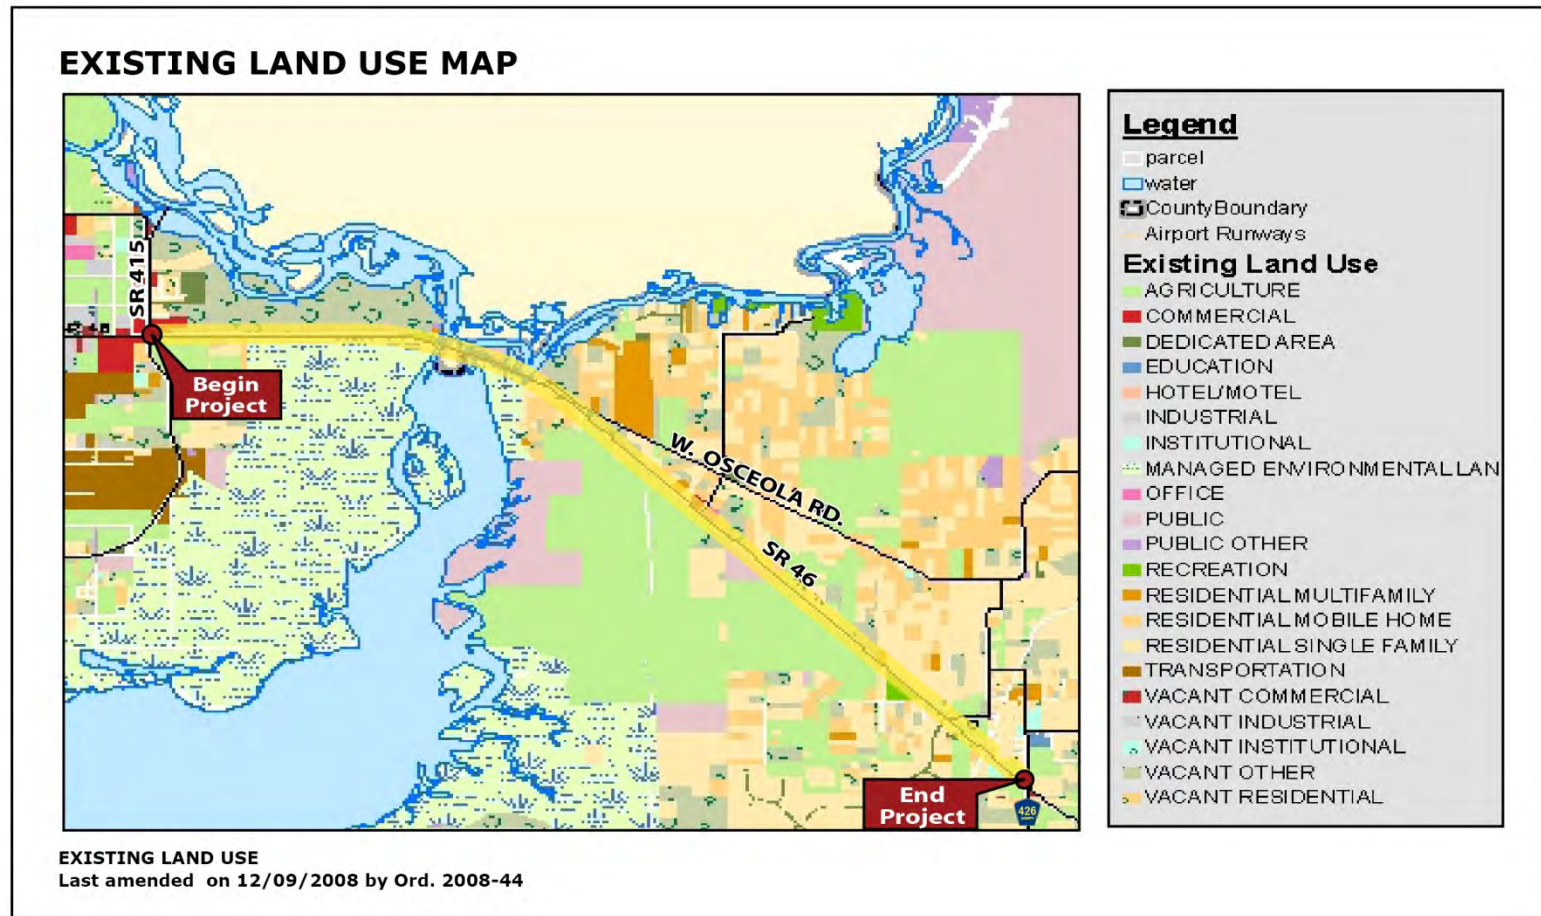 EXISTING LAND USE MAP
SR 415
Begin
Project
W. OSCEOLA RD.
SR 46
End
Project
426
Legend
parcel
water
CountyBoundary
Airport Runways
Existing Land Use
AGRICULTURE
COMMERCIAL
DEDICATED AREA
EDUCATION
HOTEL/MOTEL
INDUSTRIAL
INSTITUTIONAL
MANAGED ENVIRONMENTAL LAN
OFFICE
PUBLIC
PUBLIC OTHER
RECREATION
RESIDENTIAL MULTIFAMILY
RESIDENTIAL MOBILE HOME
RESIDENTIAL SINGLE FAMILY
TRANSPORTATION
VACANT COMMERCIAL
VACANT INDUSTRIAL
VACANT INSTITUTIONAL
VACANT OTHER
VACANT RESIDENTIAL
EXISTING LAND USE
Last amended on 12/09/2008 by Ord. 2008-44